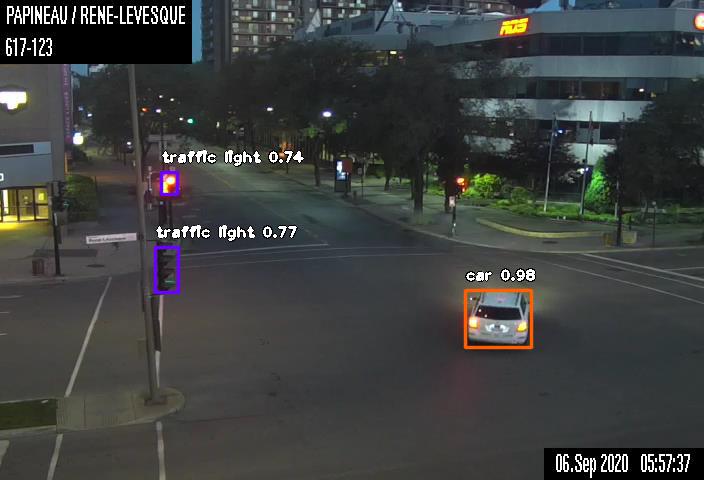 PAPINEAU / RENE-LEVESQUE
617-123
traffic light 0.74
traffic light 0.77
car 0.98
06.Sep 2020 05:57:37